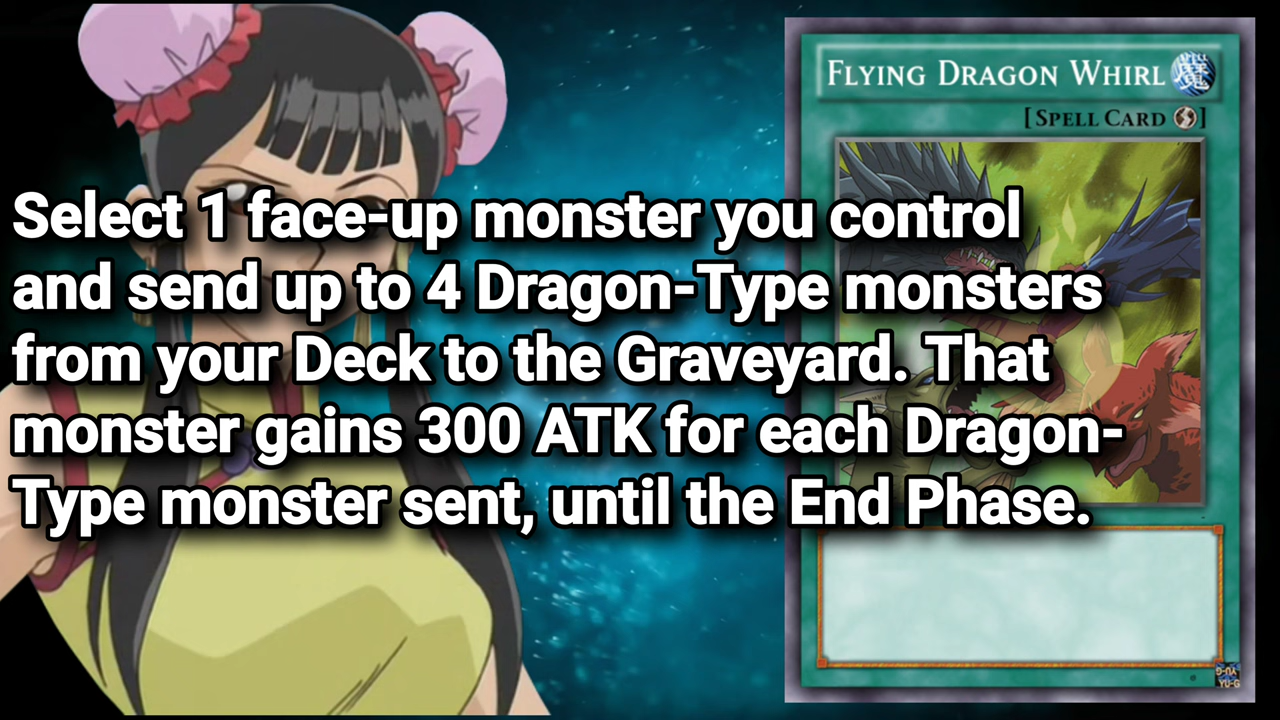 FLYING DRAGON WHIRL 魔
[SPELL CARD]
Select 1 face-up monster you control
and send up to 4 Dragon-Type monsters
from your Deck to the Graveyard. That
monster gains 300 ATK for each Dragon-
Type monster sent, until the End Phase.